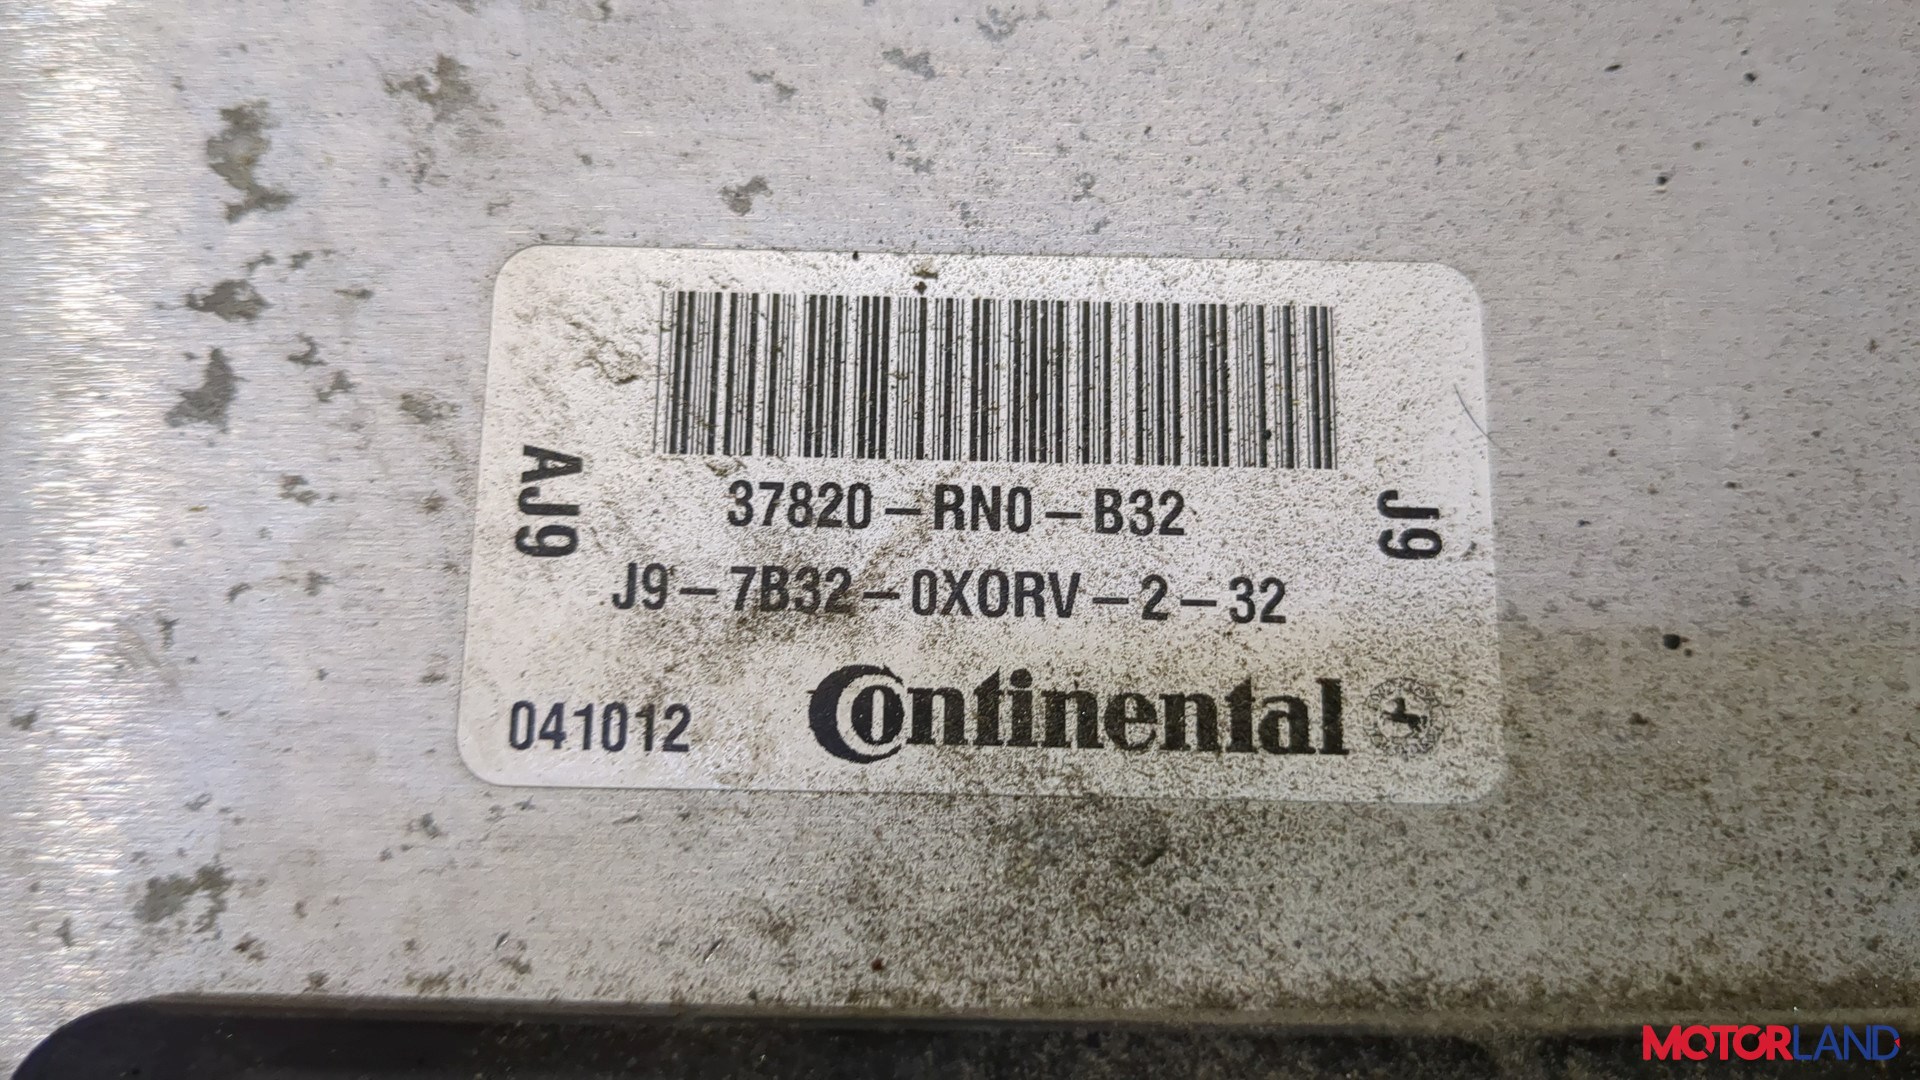 37820-RN0-B32
AJ9
J9
J9-7B32-0X0RV-2-32
041012
Continental
MOTORLAND